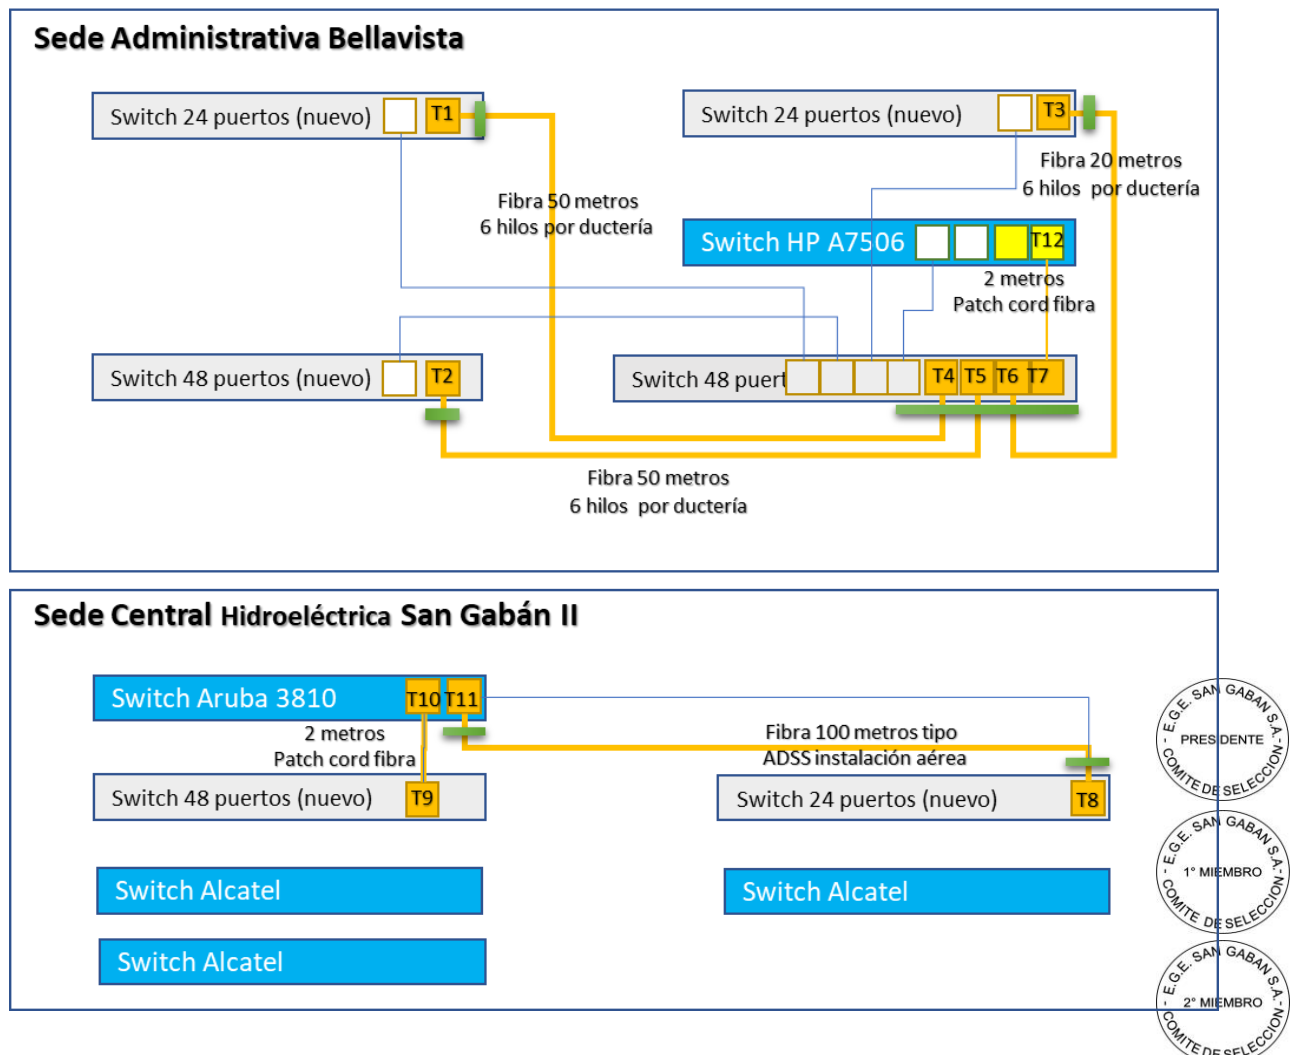 Sede Administrativa Bellavista
Switch 24 puertos (nuevo)
T1
Switch 24 puertos (nuevo)
T3
Fibra 20 metros
6 hilos por ductería
Fibra 50 metros
6 hilos por ductería
Switch HP A7506
T12
2 metros
Patch cord fibra
Switch 48 puertos (nuevo)
T2
Switch 48 puert
T4
T5
T6
T7
Fibra 50 metros
6 hilos por ductería
Sede Central Hidroeléctrica San Gabán II
Switch Aruba 3810
T10
T11
2 metros
Patch cord fibra
Fibra 100 metros tipo
ADSS instalación aérea
Switch 48 puertos (nuevo)
T9
Switch 24 puertos (nuevo)
T8
Switch Alcatel
Switch Alcatel
Switch Alcatel
- E.G.E. SAN GABAN S.A. -
PRESIDENTE
COMITE DE SELECCION
- E.G.E. SAN GABAN S.A. -
1° MIEMBRO
COMITE DE SELECCION
- E.G.E. SAN GABAN S.A. -
2° MIEMBRO
COMITE DE SELECCION